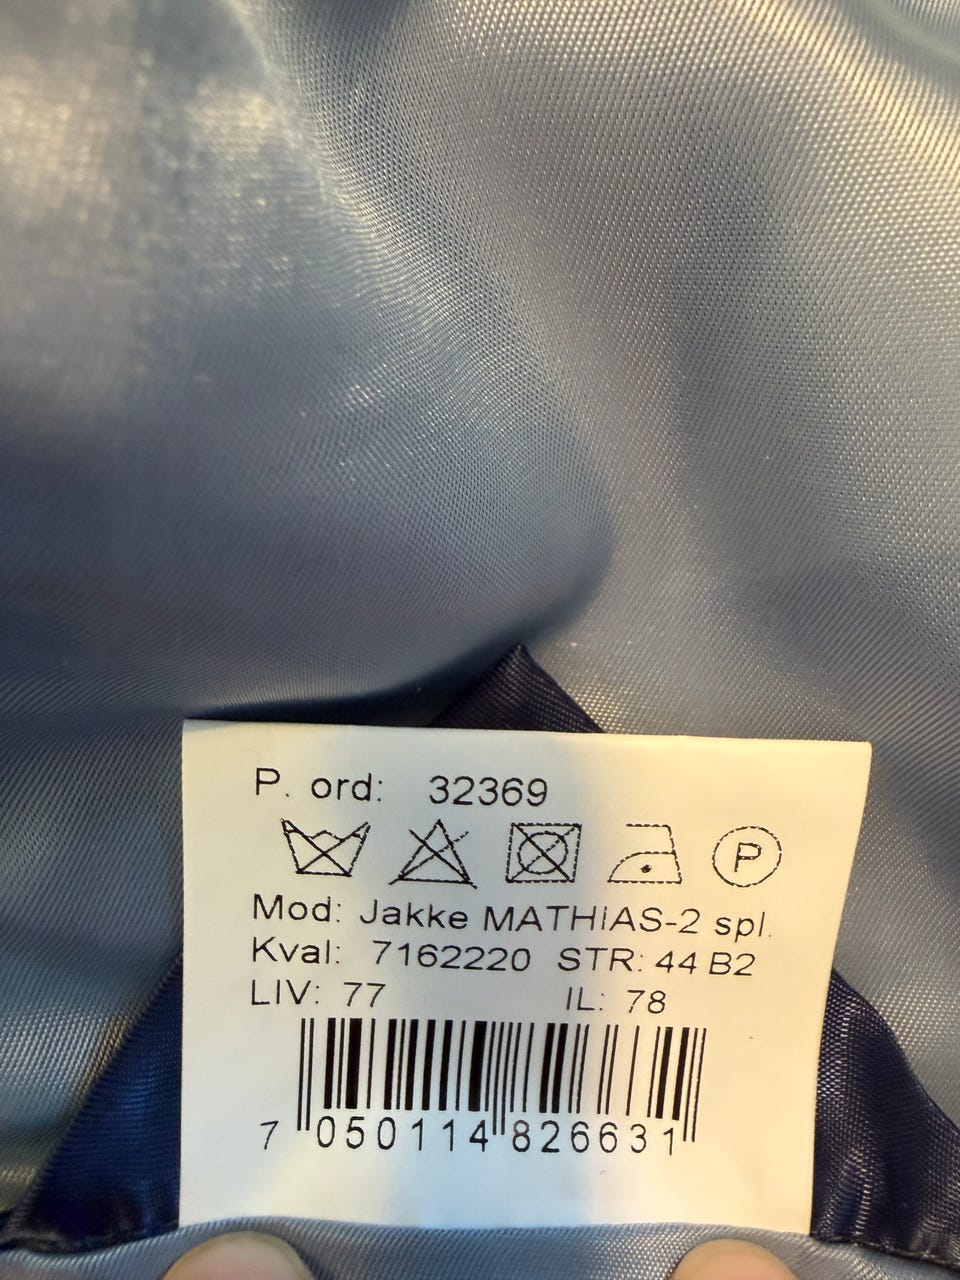 P. ord: 32369
P
Mod: Jakke MATHIAS-2 spl.
Kval: 7162220 STR: 44 B2
LIV: 77 IL: 78
7 050114 826631